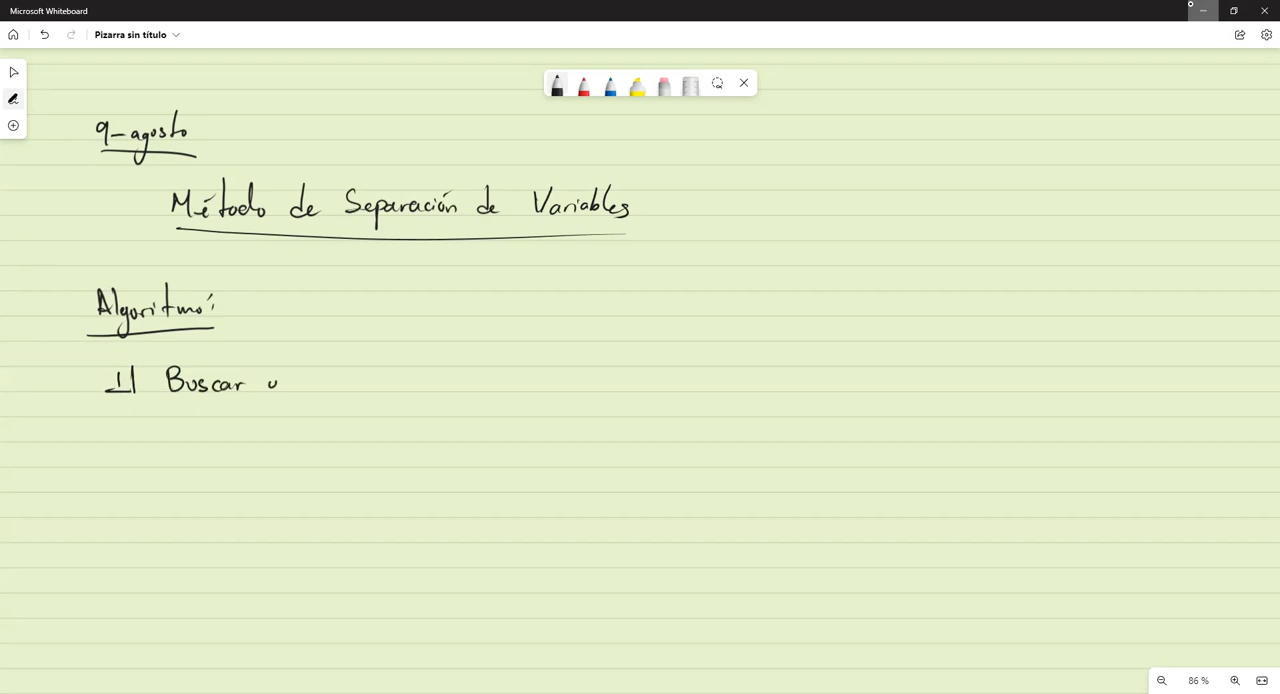 Microsoft Whiteboard
Pizarra sin título
9-agosto
Método de Separación de Variables
Algoritmo:
1) Buscar
86 %